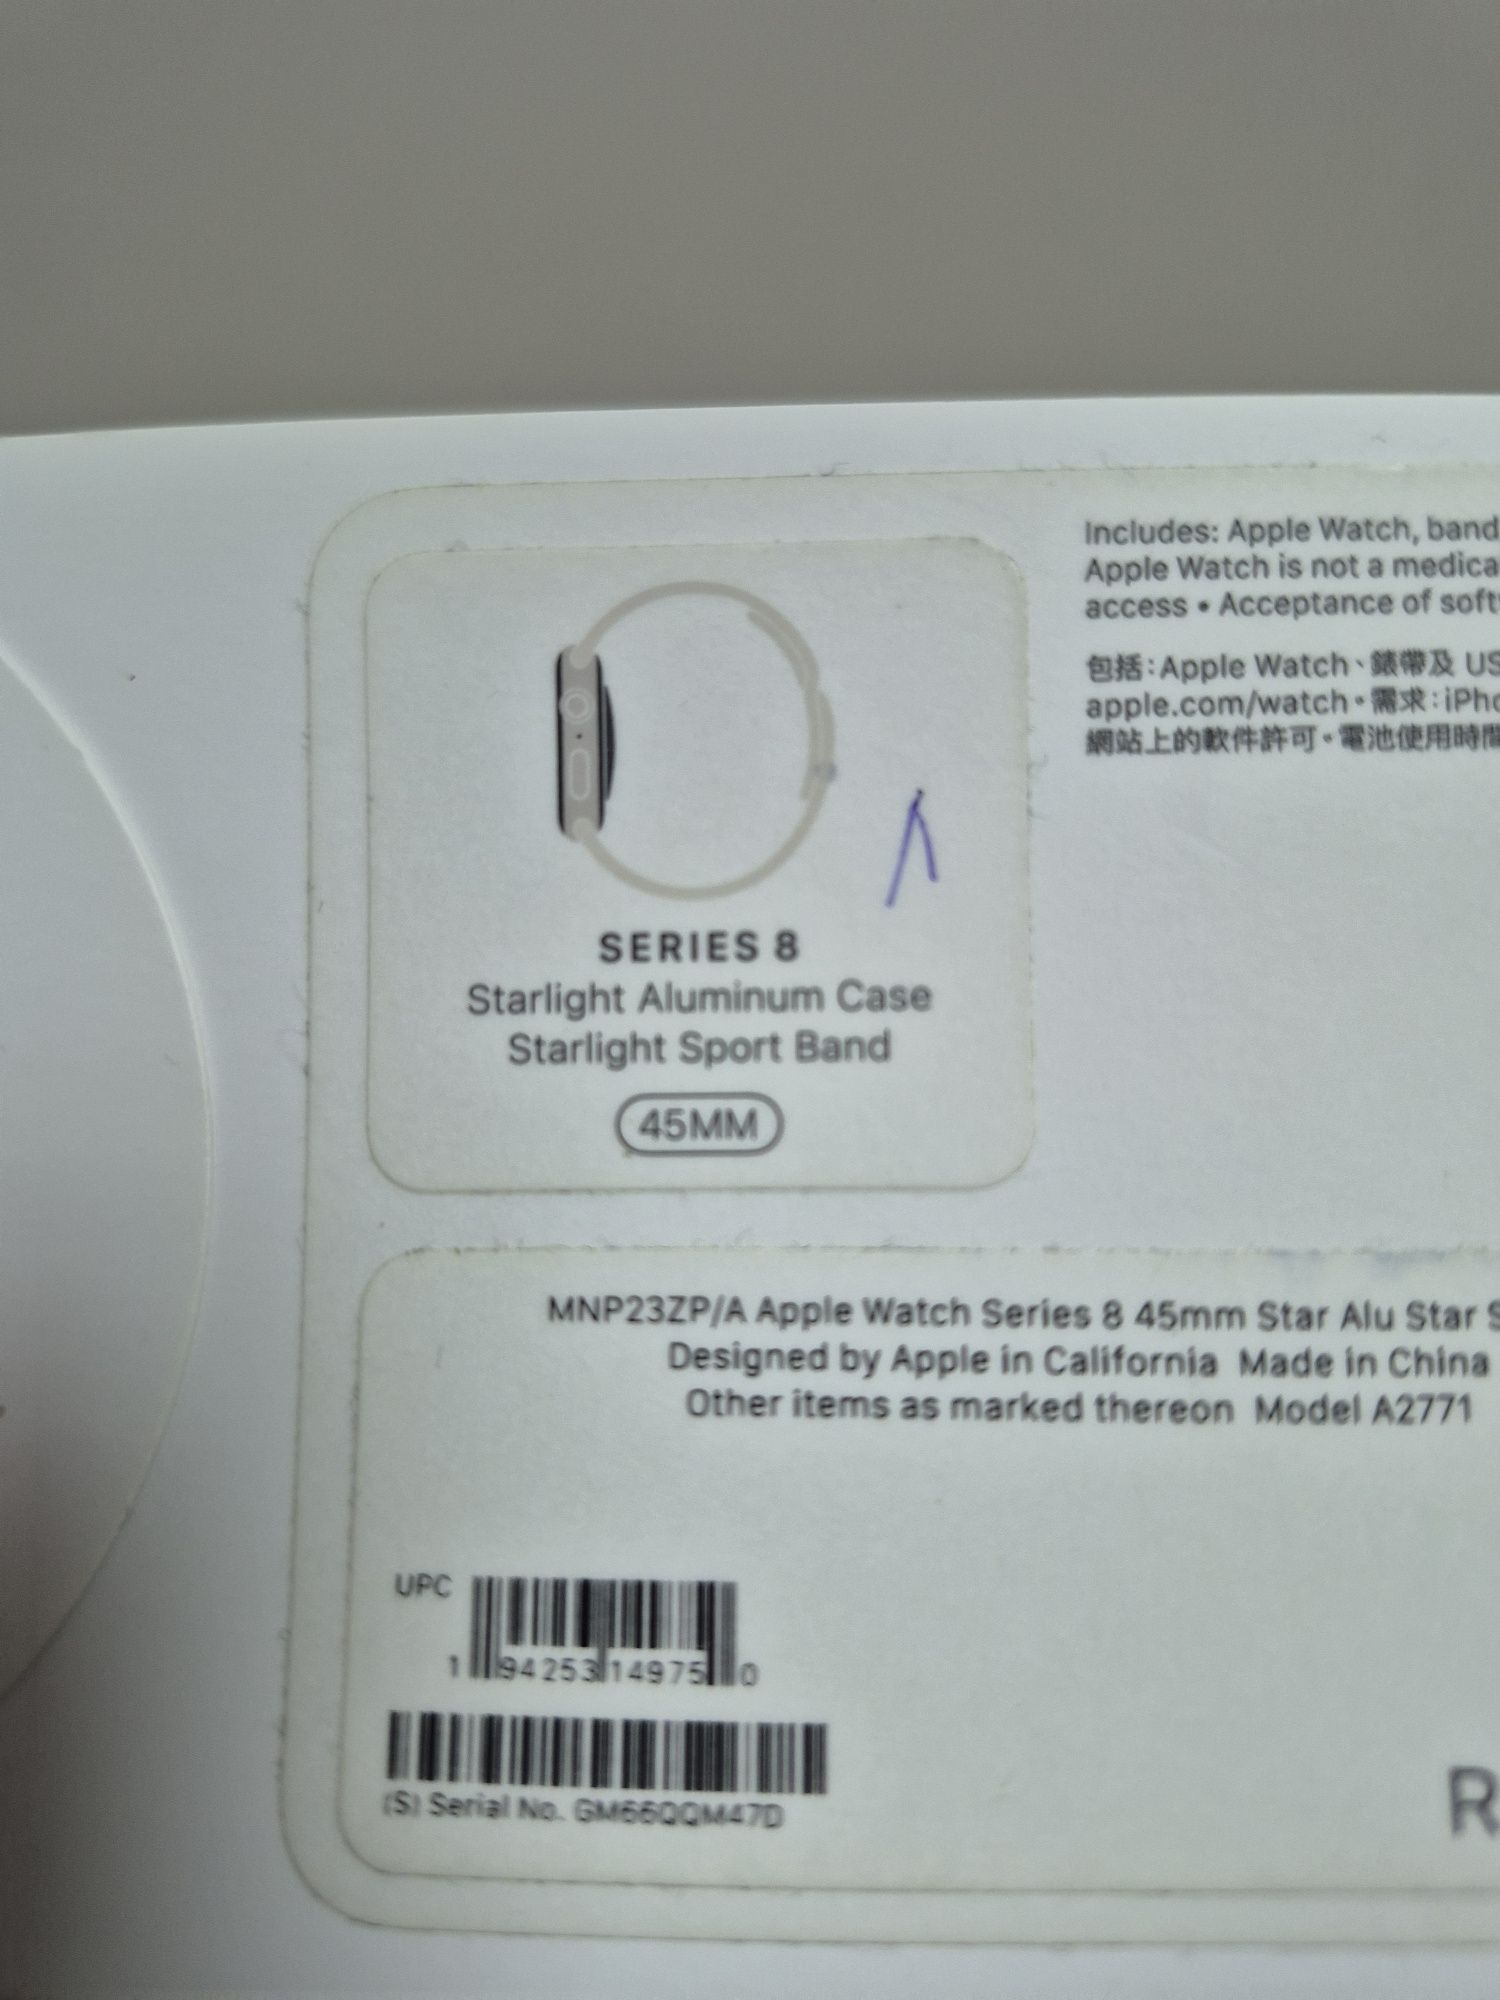 SERIES 8
Starlight Aluminum Case
Starlight Sport Band
45MM
Includes: Apple Watch, band
Apple Watch is not a medica
access • Acceptance of soft
包括：Apple Watch、錶帶及 US
apple.com/watch。需求：iPho
網站上的軟件許可。電池使用時間
MNP23ZP/A Apple Watch Series 8 45mm Star Alu Star S
Designed by Apple in California Made in China
Other items as marked thereon Model A2771
UPC
1 94253 14975 0
(S) Serial No. GM66QQM47D
R